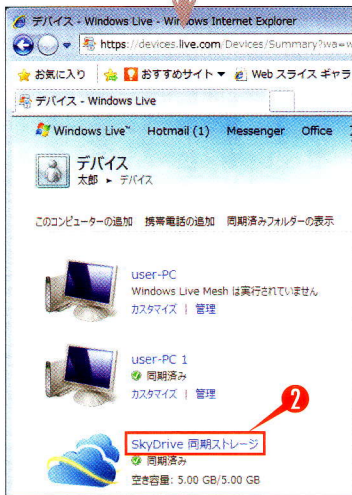 デバイス - Windows Live - Windows Internet Explorer
https://devices.live.com/Devices/Summary?wa=w
お気に入り おすすめサイト ▼ Web スライス ギャラ
デバイス - Windows Live
Windows Live™ Hotmail (1) Messenger Office
デバイス
太郎 ▸ デバイス
このコンピューターの追加 携帯電話の追加 同期済みフォルダーの表示
user-PC
Windows Live Mesh は実行されていません
カスタマイズ | 管理
user-PC 1
同期済み
カスタマイズ | 管理
2
SkyDrive 同期ストレージ
同期済み
空き容量: 5.00 GB/5.00 GB